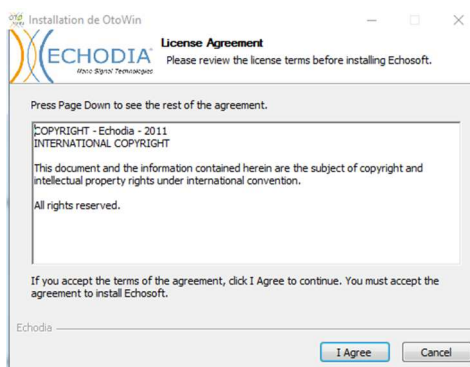 Installation de OtoWin
ECHODIA
License Agreement
Please review the license terms before installing Echosoft.
Press Page Down to see the rest of the agreement.
COPYRIGHT - Echodia - 2011
INTERNATIONAL COPYRIGHT
This document and the information contained herein are the subject of copyright and
intellectual property rights under international convention.
All rights reserved.
If you accept the terms of the agreement, click I Agree to continue. You must accept the
agreement to install Echosoft.
Echodia
I Agree
Cancel